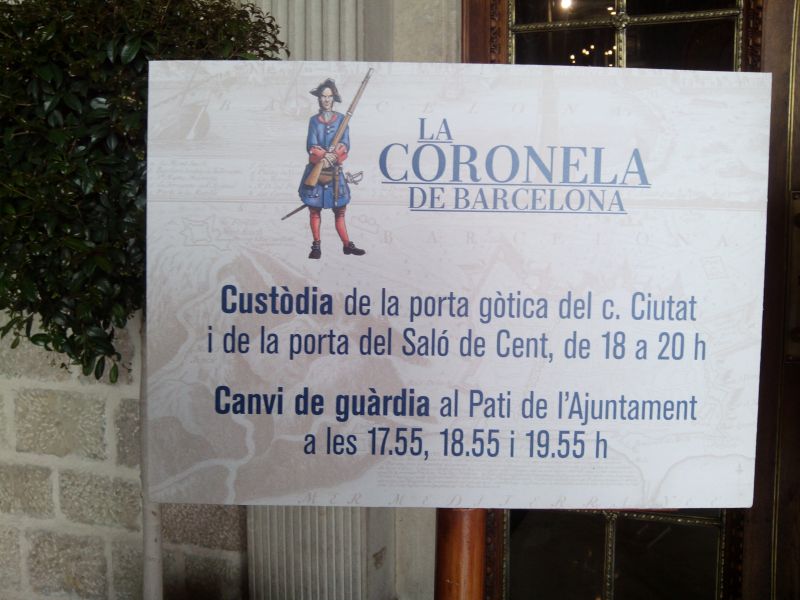 LA
CORONELA
DE BARCELONA
BARCELONA
Custòdia de la porta gòtica del c. Ciutat
i de la porta del Saló de Cent, de 18 a 20 h
Canvi de guàrdia al Pati de l'Ajuntament
a les 17.55, 18.55 i 19.55 h